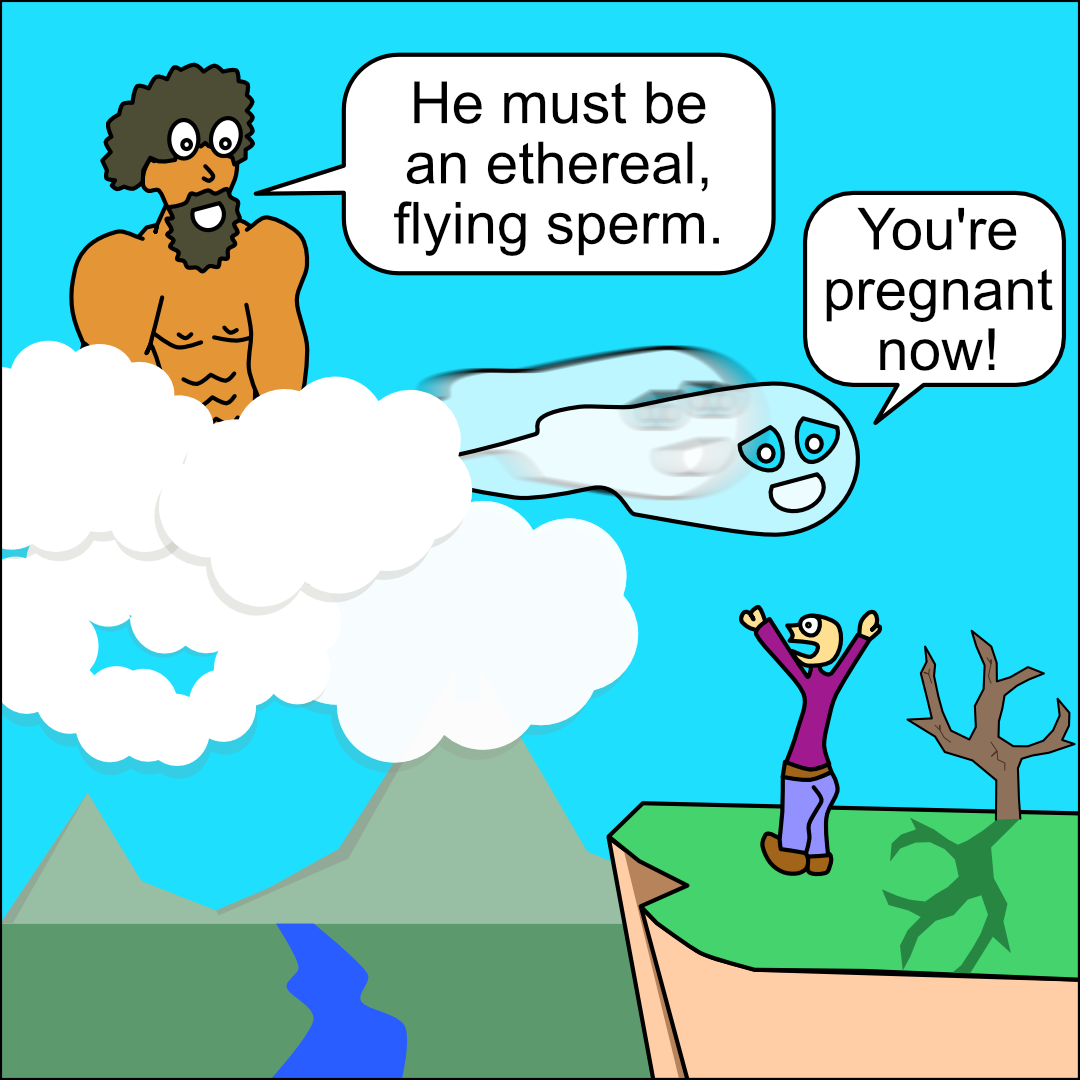 He must be
an ethereal,
flying sperm.
You're
pregnant
now!